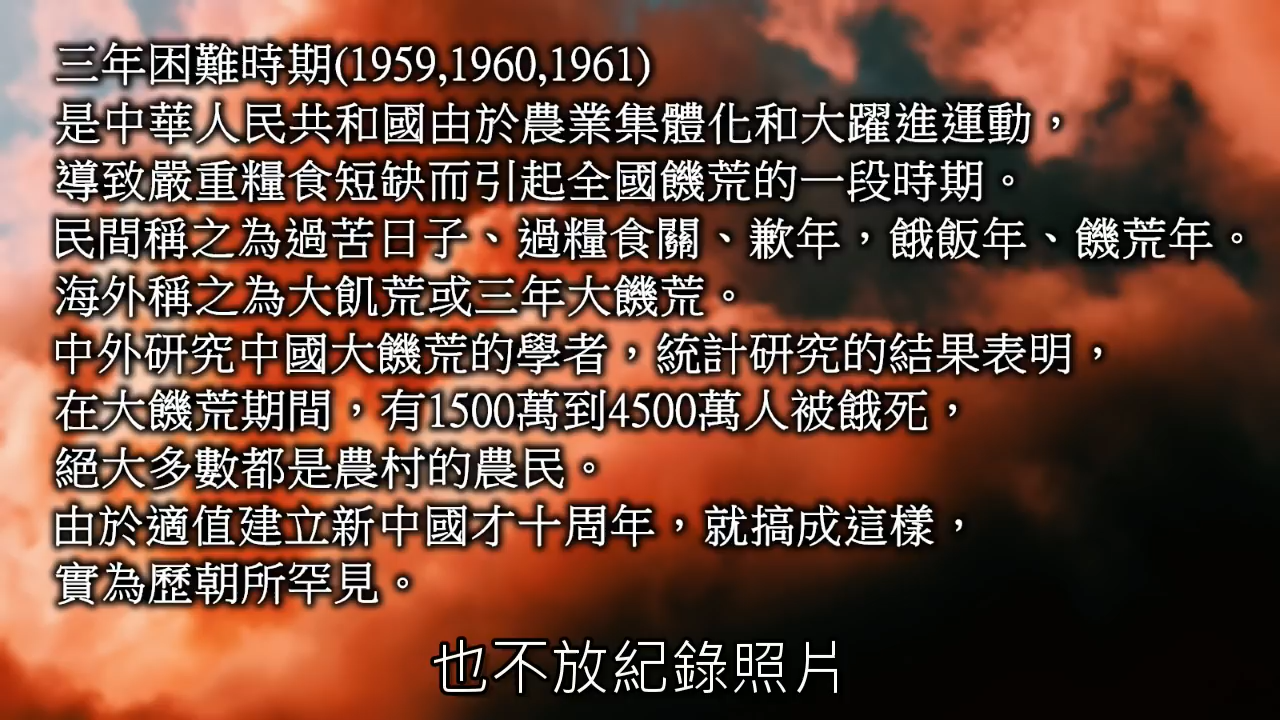 三年困難時期(1959,1960,1961)
是中華人民共和國由於農業集體化和大躍進運動，
導致嚴重糧食短缺而引起全國饑荒的一段時期。
民間稱之為過苦日子、過糧食關、歉年，餓飯年、饑荒年。
海外稱之為大飢荒或三年大饑荒。
中外研究中國大饑荒的學者，統計研究的結果表明，
在大饑荒期間，有1500萬到4500萬人被餓死，
絕大多數都是農村的農民。
由於適值建立新中國才十周年，就搞成這樣，
實為歷朝所罕見。
也不放紀錄照片